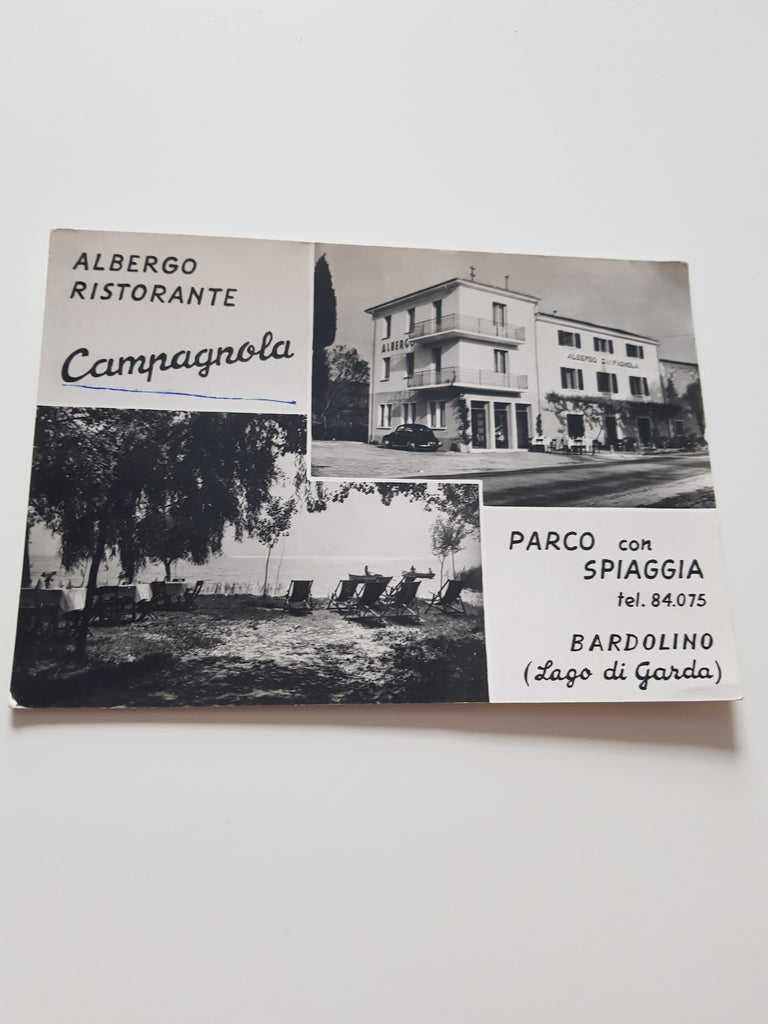 ALBERGO
RISTORANTE
Campagnola
ALBERGO
ALBERGO CAMPAGNOLA
PARCO con
SPIAGGIA
tel. 84.075
BARDOLINO
(Lago di Garda)